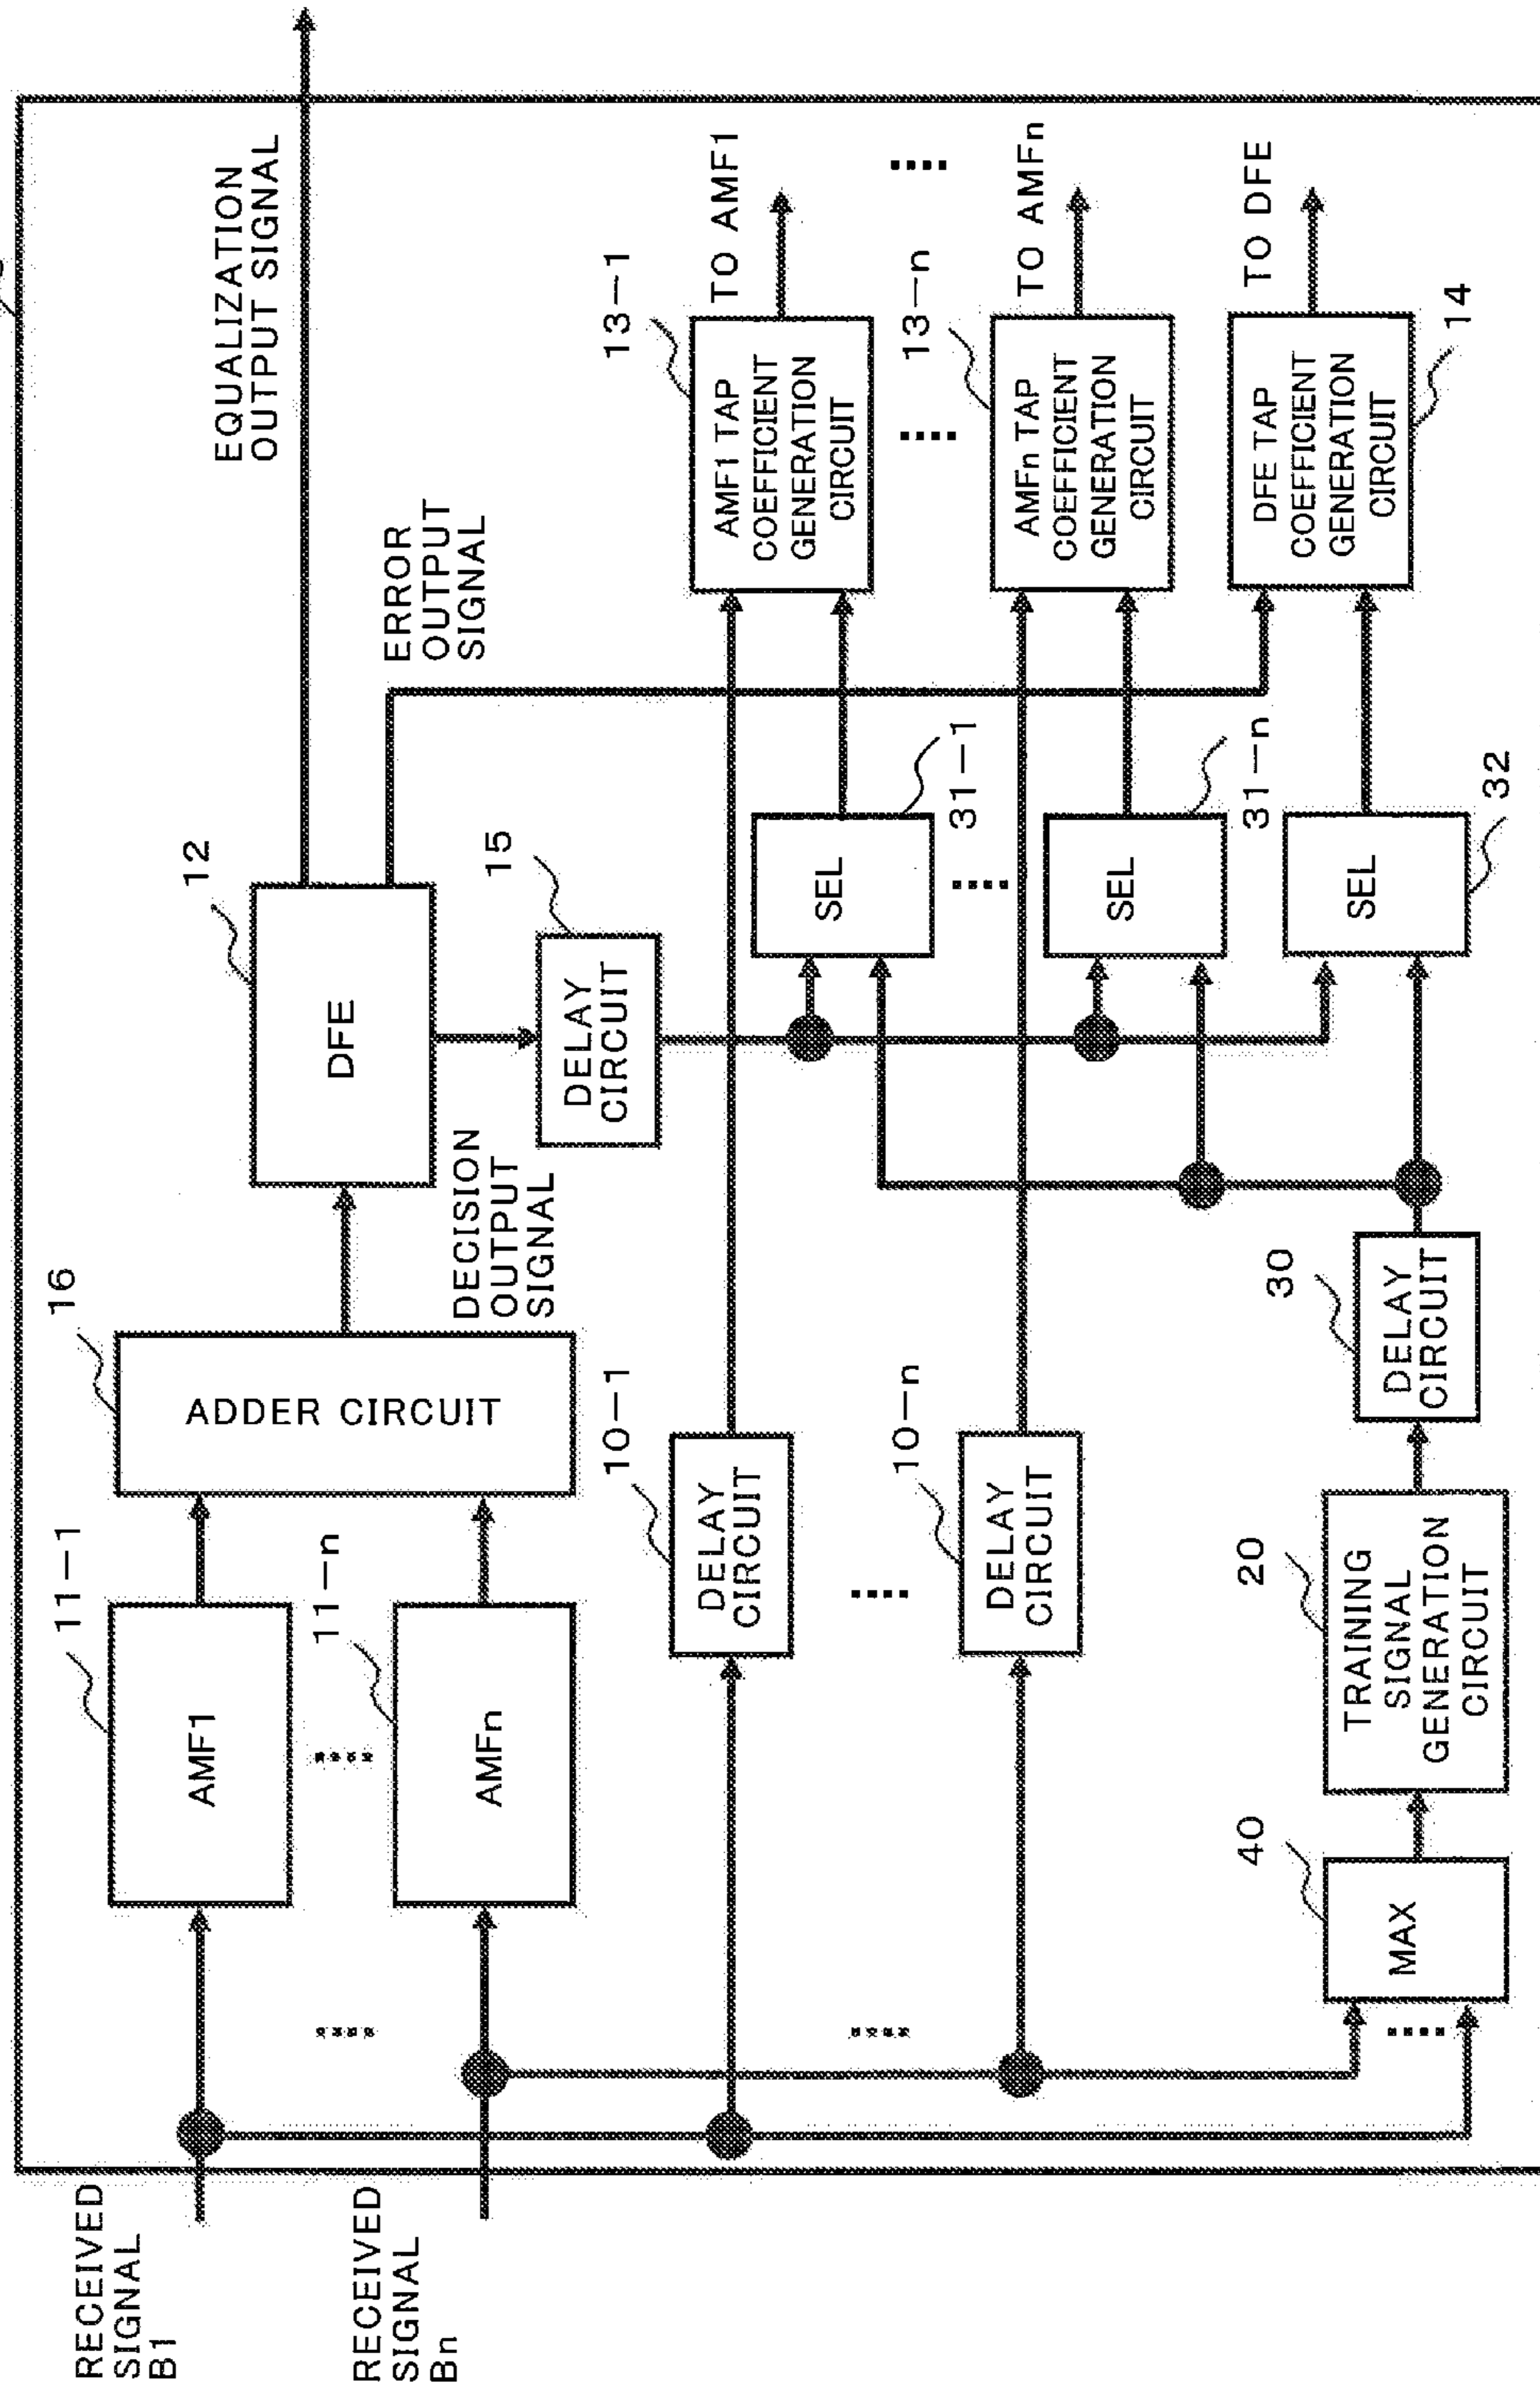 EQUALIZATION
OUTPUT SIGNAL
ERROR
OUTPUT
SIGNAL
12
DFE
16
ADDER CIRCUIT
DECISION
OUTPUT
SIGNAL
15
DELAY
CIRCUIT
RECEIVED
SIGNAL
B1
11-1
AMF1
RECEIVED
SIGNAL
Bn
11-n
AMFn
10-1
DELAY
CIRCUIT
10-n
DELAY
CIRCUIT
SEL
31-1
SEL
31-n
SEL
32
13-1
AMF1 TAP
COEFFICIENT
GENERATION
CIRCUIT
TO AMF1
13-n
AMFn TAP
COEFFICIENT
GENERATION
CIRCUIT
TO AMFn
DFE TAP
COEFFICIENT
GENERATION
CIRCUIT
14
TO DFE
40
MAX
20
TRAINING
SIGNAL
GENERATION
CIRCUIT
30
DELAY
CIRCUIT